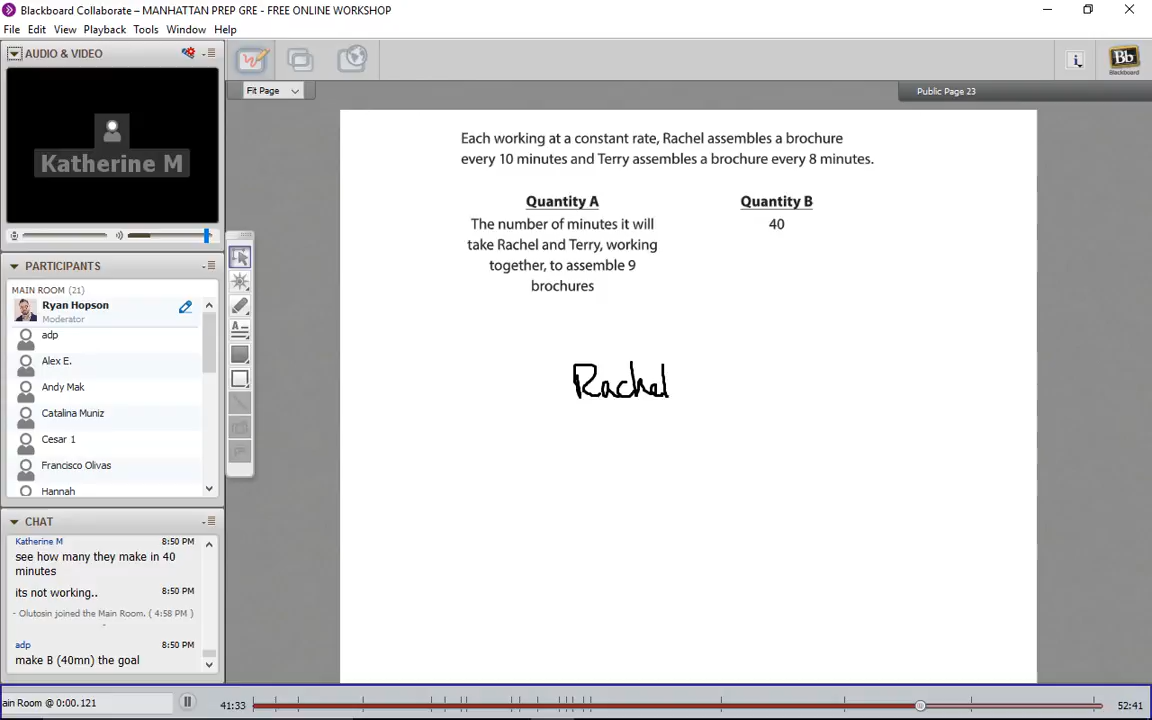 Blackboard Collaborate – MANHATTAN PREP GRE - FREE ONLINE WORKSHOP
File Edit View Playback Tools Window Help
AUDIO & VIDEO
Katherine M
PARTICIPANTS
MAIN ROOM (21)
Ryan Hopson
Moderator
adp
Alex E.
Andy Mak
Catalina Muniz
Cesar 1
Francisco Olivas
Hannah
CHAT
Katherine M 8:50 PM
see how many they make in 40
minutes
its not working.. 8:50 PM
- Olutosin joined the Main Room. ( 4:58 PM )
-
adp 8:50 PM
make B (40mn) the goal
Fit Page
i
Bb
Blackboard
Public Page 23
Each working at a constant rate, Rachel assembles a brochure
every 10 minutes and Terry assembles a brochure every 8 minutes.
Quantity A Quantity B
The number of minutes it will 40
take Rachel and Terry, working
together, to assemble 9
brochures
Rachel
ain Room @ 0:00.121 41:33 52:41